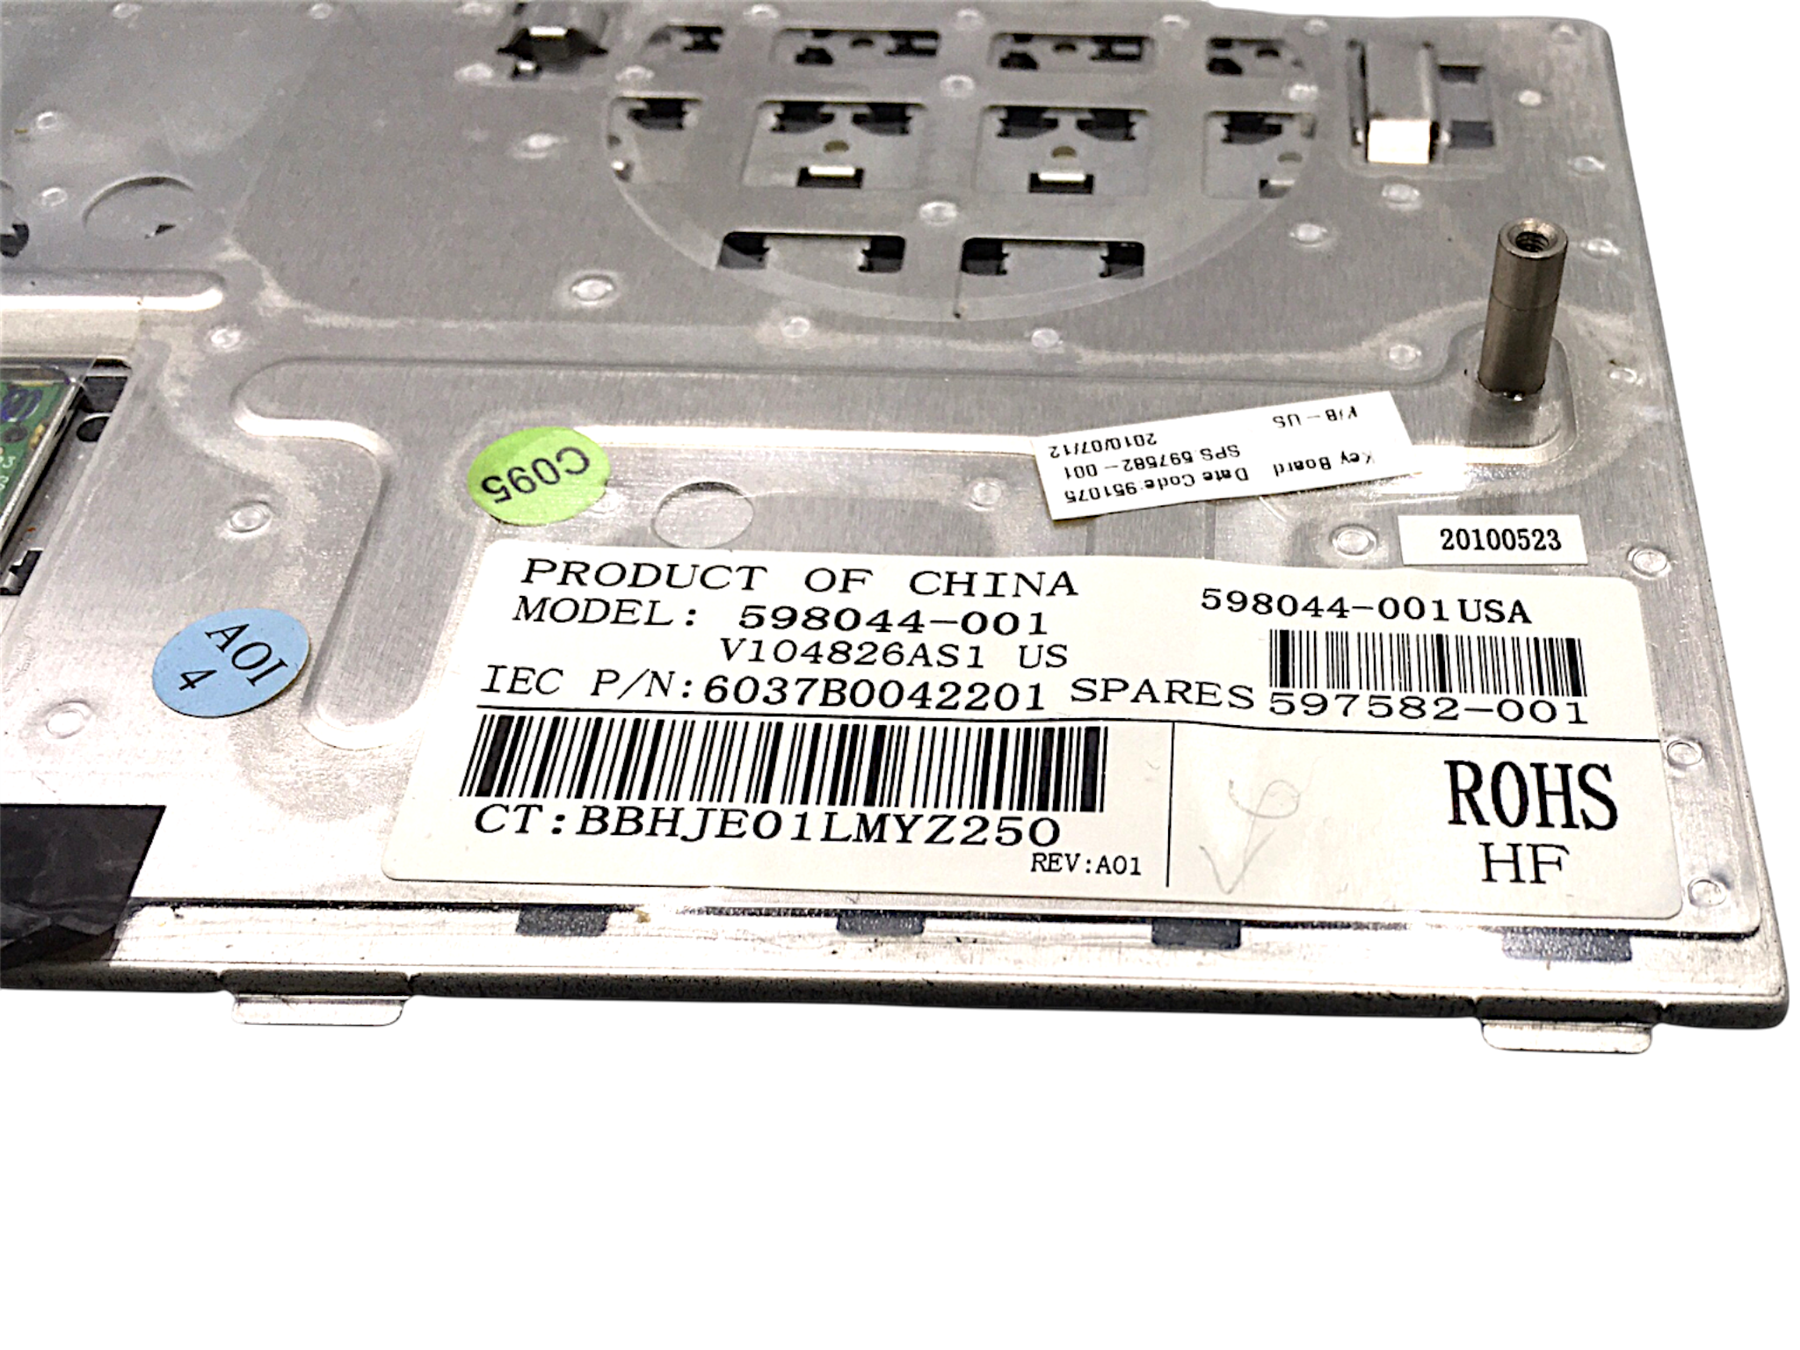 C095
Key Board Date Code:951075
SPS 597582-001
K/B-US 2010/07/12
20100523
AOI
4
PRODUCT OF CHINA
MODEL: 598044-001
V104826AS1 US
IEC P/N:6037B0042201
598044-001USA
SPARES 597582-001
CT:BBHJE01LMYZ250
REV:A01
ROHS
HF